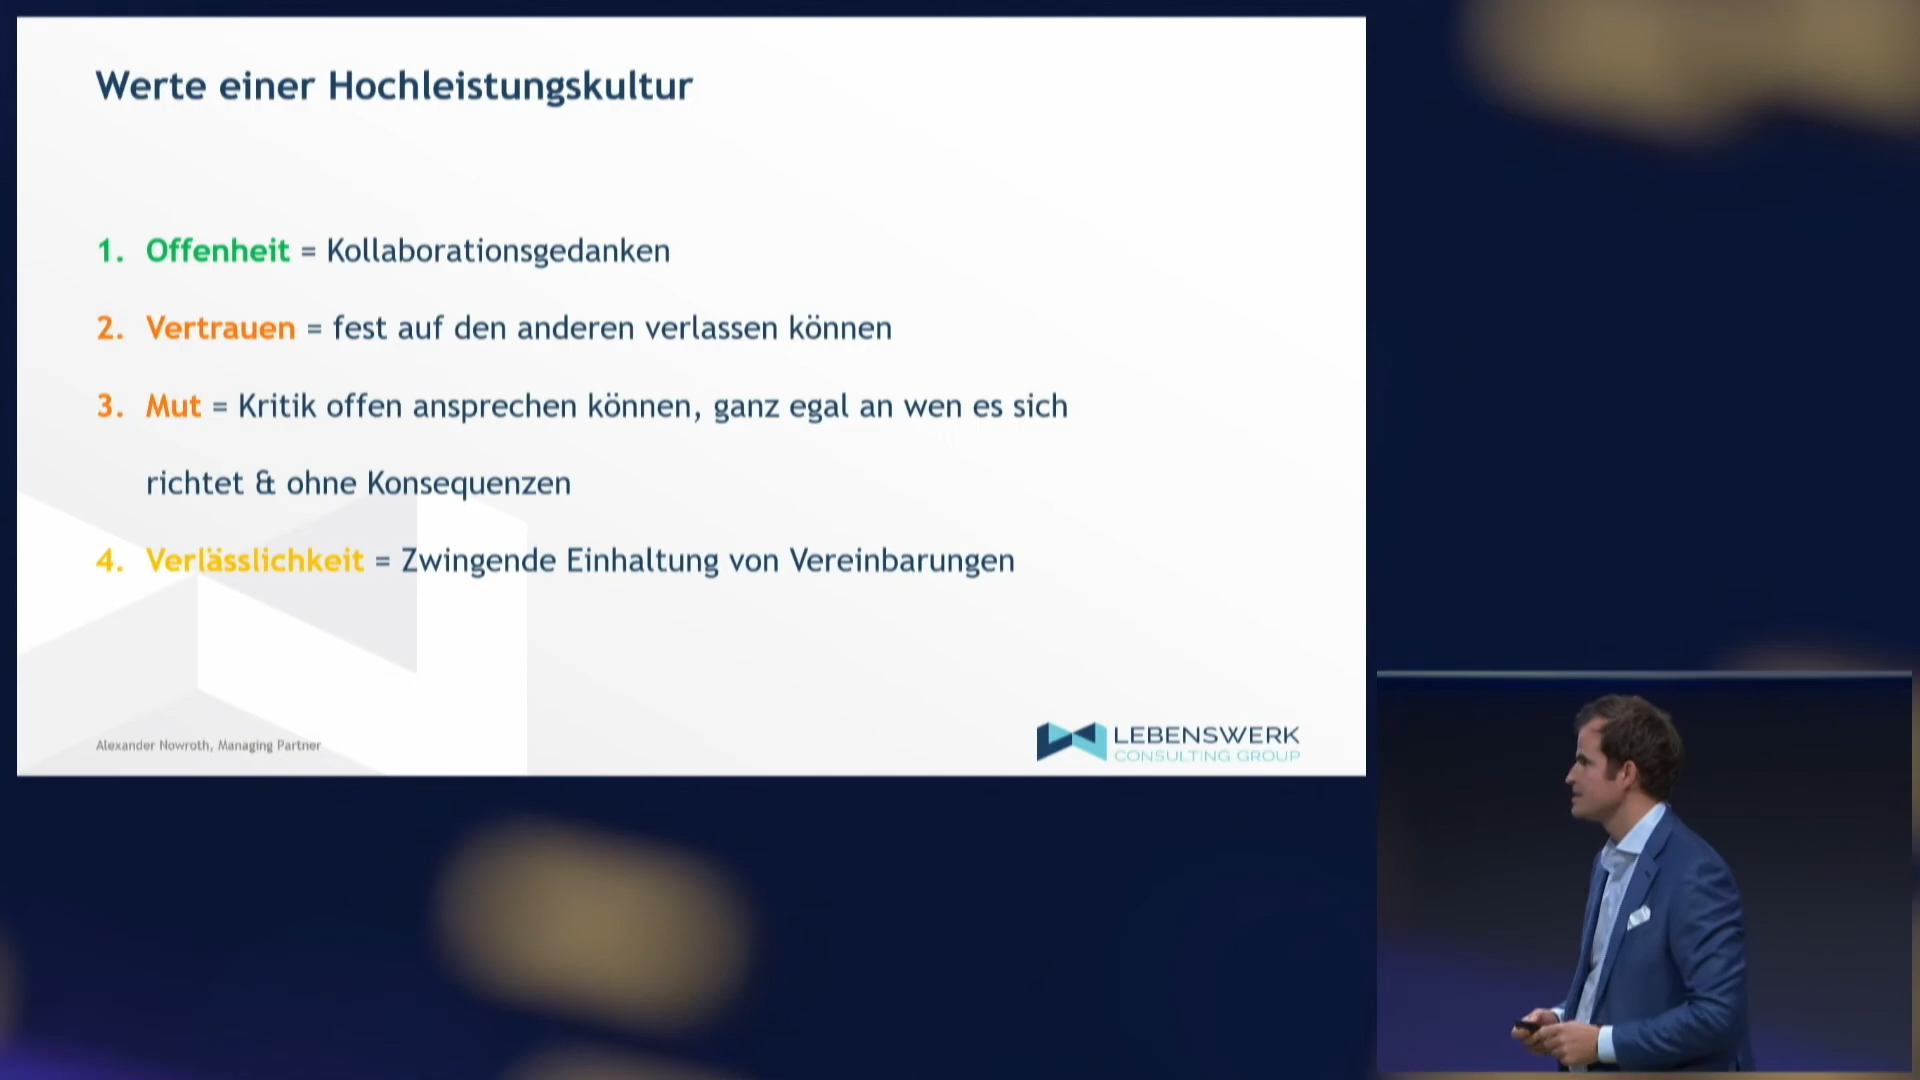 Werte einer Hochleistungskultur
1. Offenheit = Kollaborationsgedanken
2. Vertrauen = fest auf den anderen verlassen können
3. Mut = Kritik offen ansprechen können, ganz egal an wen es sich
richtet & ohne Konsequenzen
4. Verlässlichkeit = Zwingende Einhaltung von Vereinbarungen
Alexander Nowroth, Managing Partner
LEBENSWERK
CONSULTING GROUP